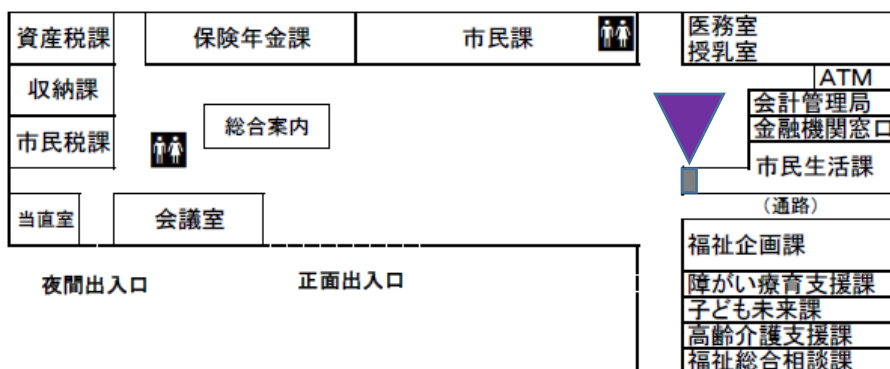 資産税課
保険年金課
市民課
医務室
授乳室
収納課
ATM
会計管理局
金融機関窓口
総合案内
市民税課
市民生活課
当直室
会議室
（通路）
福祉企画課
夜間出入口
正面出入口
障がい療育支援課
子ども未来課
高齢介護支援課
福祉総合相談課